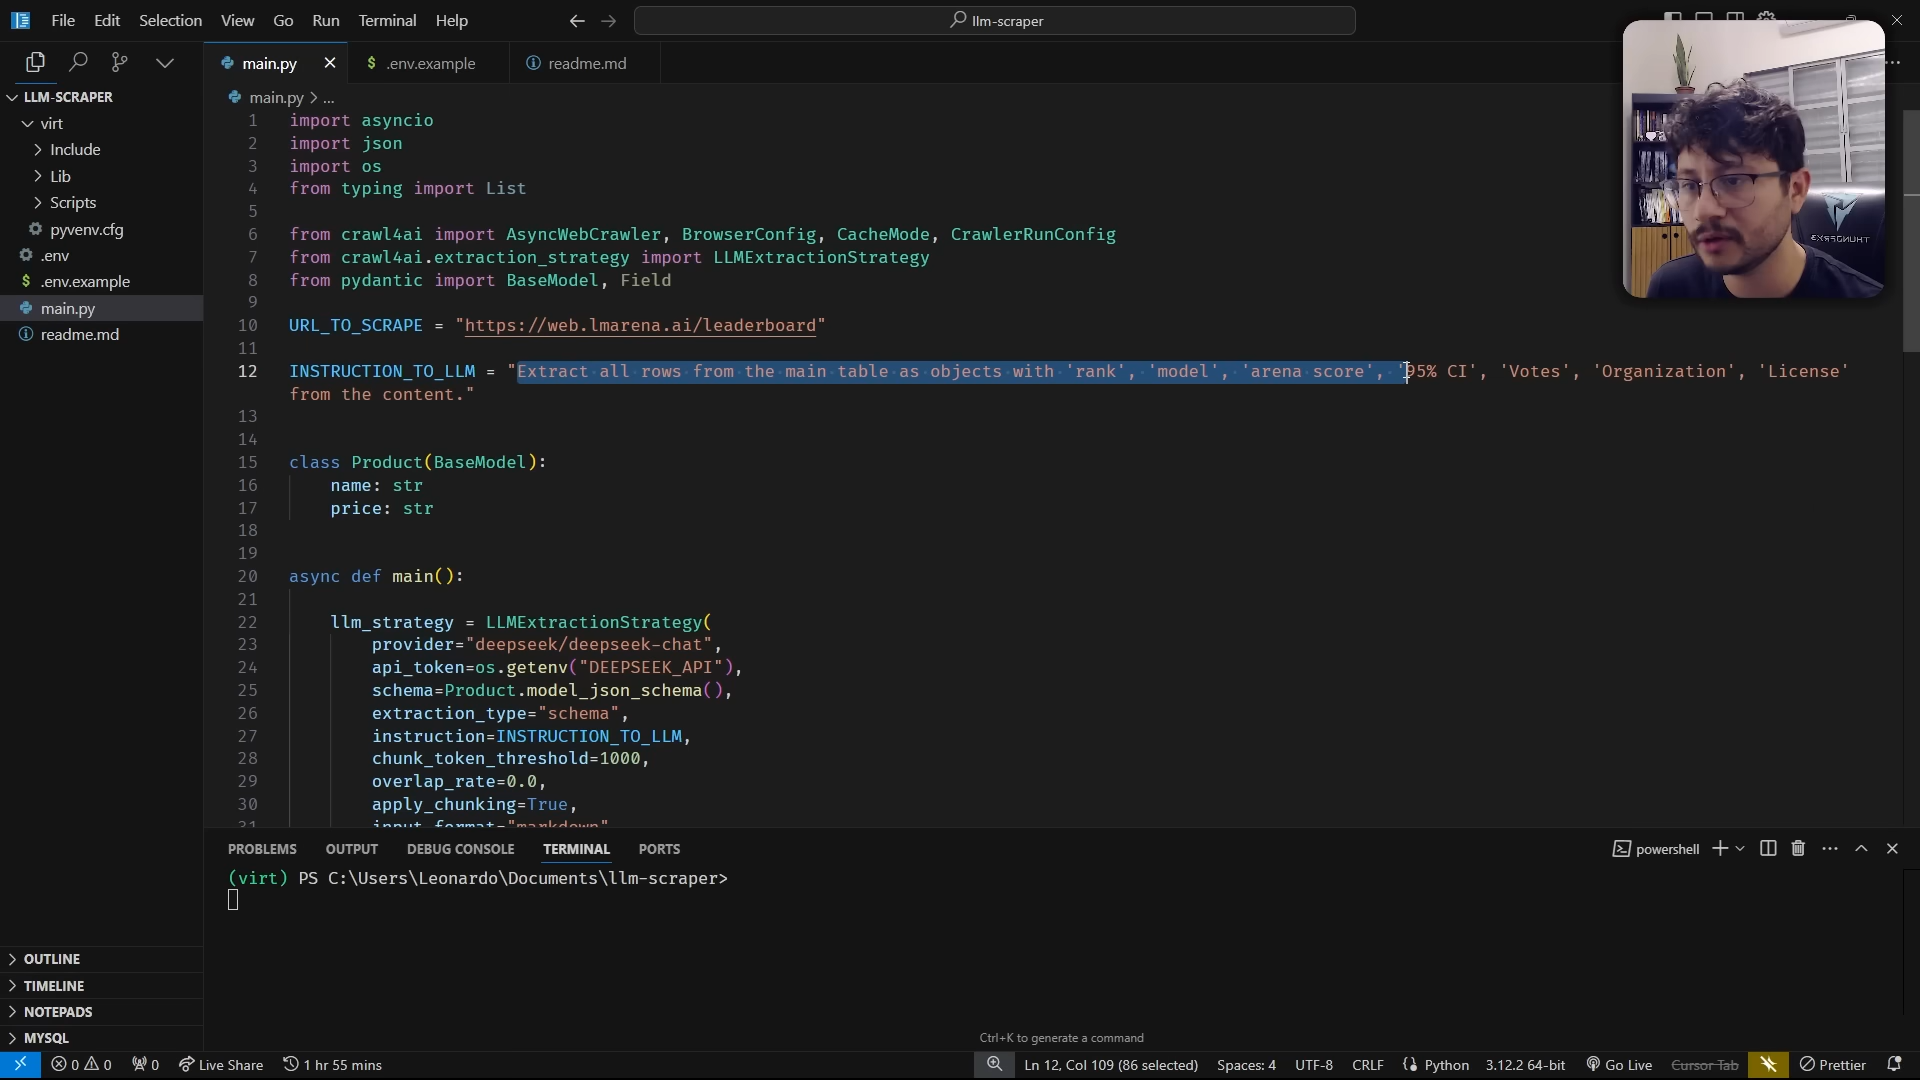 File Edit Selection View Go Run Terminal Help
llm-scraper
main.py
.env.example
readme.md
LLM-SCRAPER
virt
Include
Lib
Scripts
pyvenv.cfg
.env
.env.example
main.py
readme.md
OUTLINE
TIMELINE
NOTEPADS
MYSQL
main.py > ...
1 import asyncio
2 import json
3 import os
4 from typing import List
5
6 from crawl4ai import AsyncWebCrawler, BrowserConfig, CacheMode, CrawlerRunConfig
7 from crawl4ai.extraction_strategy import LLMExtractionStrategy
8 from pydantic import BaseModel, Field
9
10 URL_TO_SCRAPE = "https://web.lmarena.ai/leaderboard"
11
12 INSTRUCTION_TO_LLM = "Extract all rows from the main table as objects with 'rank', 'model', 'arena score', '95% CI', 'Votes', 'Organization', 'License'
from the content."
13
14
15 class Product(BaseModel):
16 name: str
17 price: str
18
19
20 async def main():
21
22 llm_strategy = LLMExtractionStrategy(
23 provider="deepseek/deepseek-chat",
24 api_token=os.getenv("DEEPSEEK_API"),
25 schema=Product.model_json_schema(),
26 extraction_type="schema",
27 instruction=INSTRUCTION_TO_LLM,
28 chunk_token_threshold=1000,
29 overlap_rate=0.0,
30 apply_chunking=True,
31 input_format="markdown"
PROBLEMS OUTPUT DEBUG CONSOLE TERMINAL PORTS
powershell
(virt) PS C:\Users\Leonardo\Documents\llm-scraper>
Ctrl+K to generate a command
0 0 0 Live Share 1 hr 55 mins
Ln 12, Col 109 (86 selected) Spaces: 4 UTF-8 CRLF Python 3.12.2 64-bit Go Live Cursor Tab Prettier